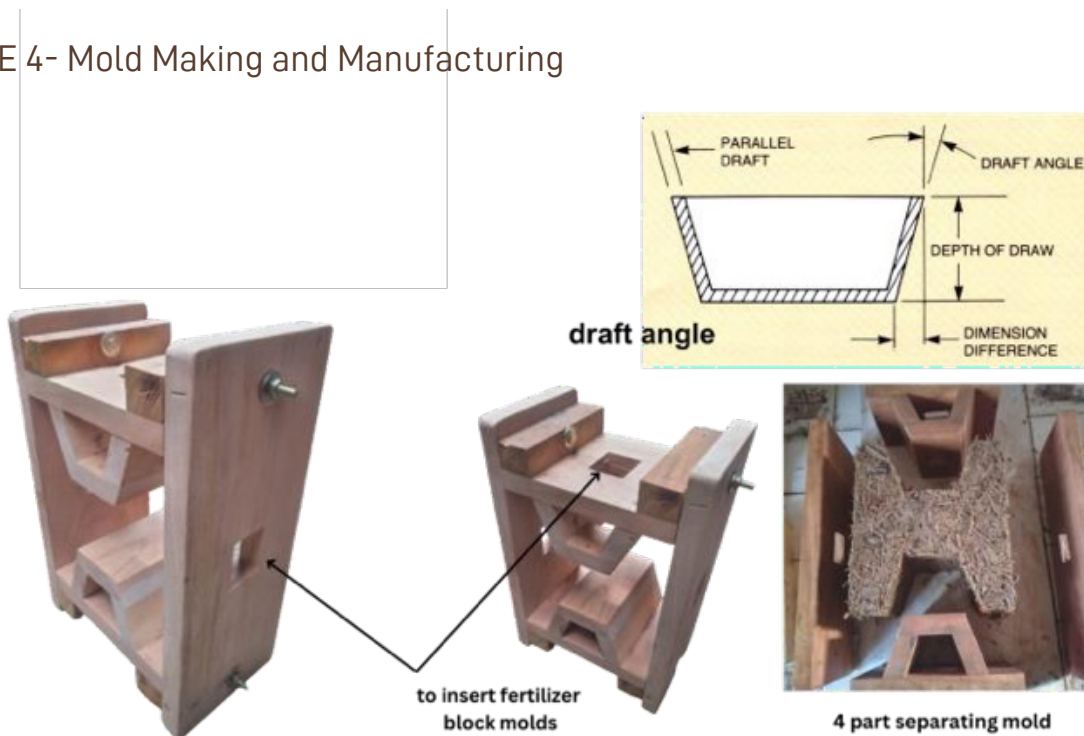 E 4- Mold Making and Manufacturing
PARALLEL
DRAFT
DRAFT ANGLE
DEPTH OF DRAW
DIMENSION
DIFFERENCE
draft angle
to insert fertilizer
block molds
4 part separating mold